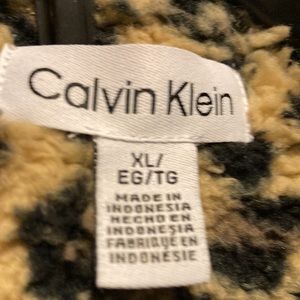 Calvin Klein
XL/
EG/TG
MADE IN
INDONESIA
HECHO EN
INDONESIA
FABRIQUÉ EN
INDONÉSIE